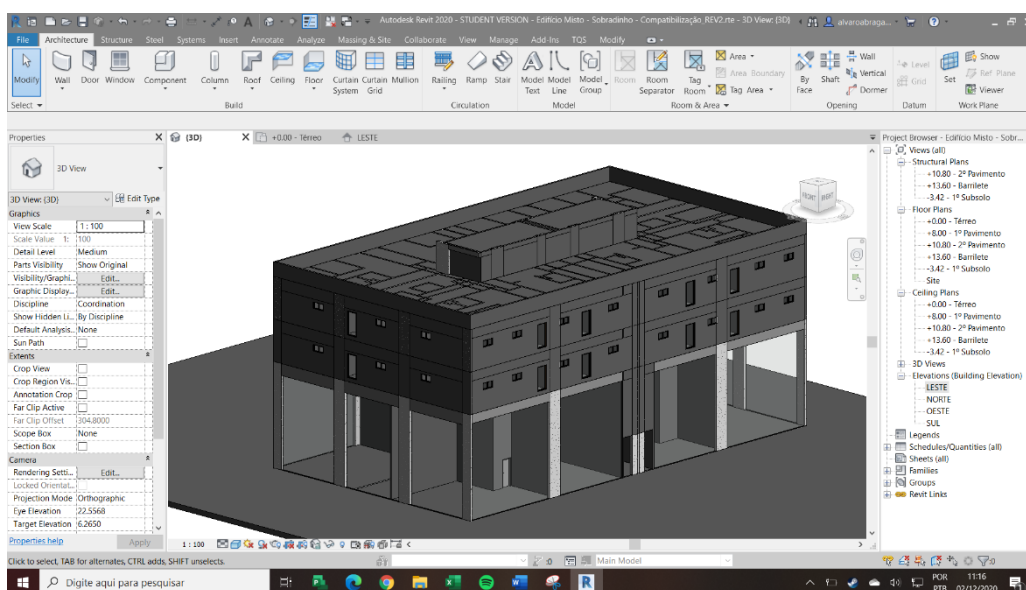 Autodesk Revit 2020 - STUDENT VERSION - Edifício Misto - Sobradinho - Compatibilização_REV2.rte - 3D View: {3D}
alvaroabraga...
File Architecture Structure Steel Systems Insert Annotate Analyze Massing & Site Collaborate View Manage Add-Ins TQS Modify
Modify Wall Door Window Component Column Roof Ceiling Floor Curtain System Curtain Grid Mullion Railing Ramp Stair Model Text Model Line Model Group Room Room Separator Tag Room
Area
Area Boundary
Tag Area
By Face Shaft
Wall
Vertical
Dormer
Level
Grid
Set
Show
Ref Plane
Viewer
Select Build Circulation Model Room & Area Opening Datum Work Plane
Properties
3D View
3D View: {3D} Edit Type
Graphics
View Scale 1 : 100
Scale Value 1: 100
Detail Level Medium
Parts Visibility Show Original
Visibility/Graphi... Edit...
Graphic Display... Edit...
Discipline Coordination
Show Hidden Li... By Discipline
Default Analysis... None
Sun Path
Extents
Crop View
Crop Region Vis...
Annotation Crop
Far Clip Active
Far Clip Offset 304.8000
Scope Box None
Section Box
Camera
Rendering Setti... Edit...
Locked Orientat...
Projection Mode Orthographic
Eye Elevation 22.5568
Target Elevation 6.2650
Properties help Apply
{3D} +0.00 - Térreo LESTE
FRONT RIGHT
Project Browser - Edifício Misto - Sobr...
Views (all)
Structural Plans
+10.80 - 2º Pavimento
+13.60 - Barrilete
-3.42 - 1º Subsolo
Floor Plans
+0.00 - Térreo
+8.00 - 1º Pavimento
+10.80 - 2º Pavimento
+13.60 - Barrilete
-3.42 - 1º Subsolo
Site
Ceiling Plans
+0.00 - Térreo
+8.00 - 1º Pavimento
+10.80 - 2º Pavimento
+13.60 - Barrilete
-3.42 - 1º Subsolo
3D Views
Elevations (Building Elevation)
LESTE
NORTE
OESTE
SUL
Legends
Schedules/Quantities (all)
Sheets (all)
Families
Groups
Revit Links
1 : 100
Click to select, TAB for alternates, CTRL adds, SHIFT unselects. :0 Main Model :0
Digite aqui para pesquisar
POR
PTB
11:16
02/12/2020